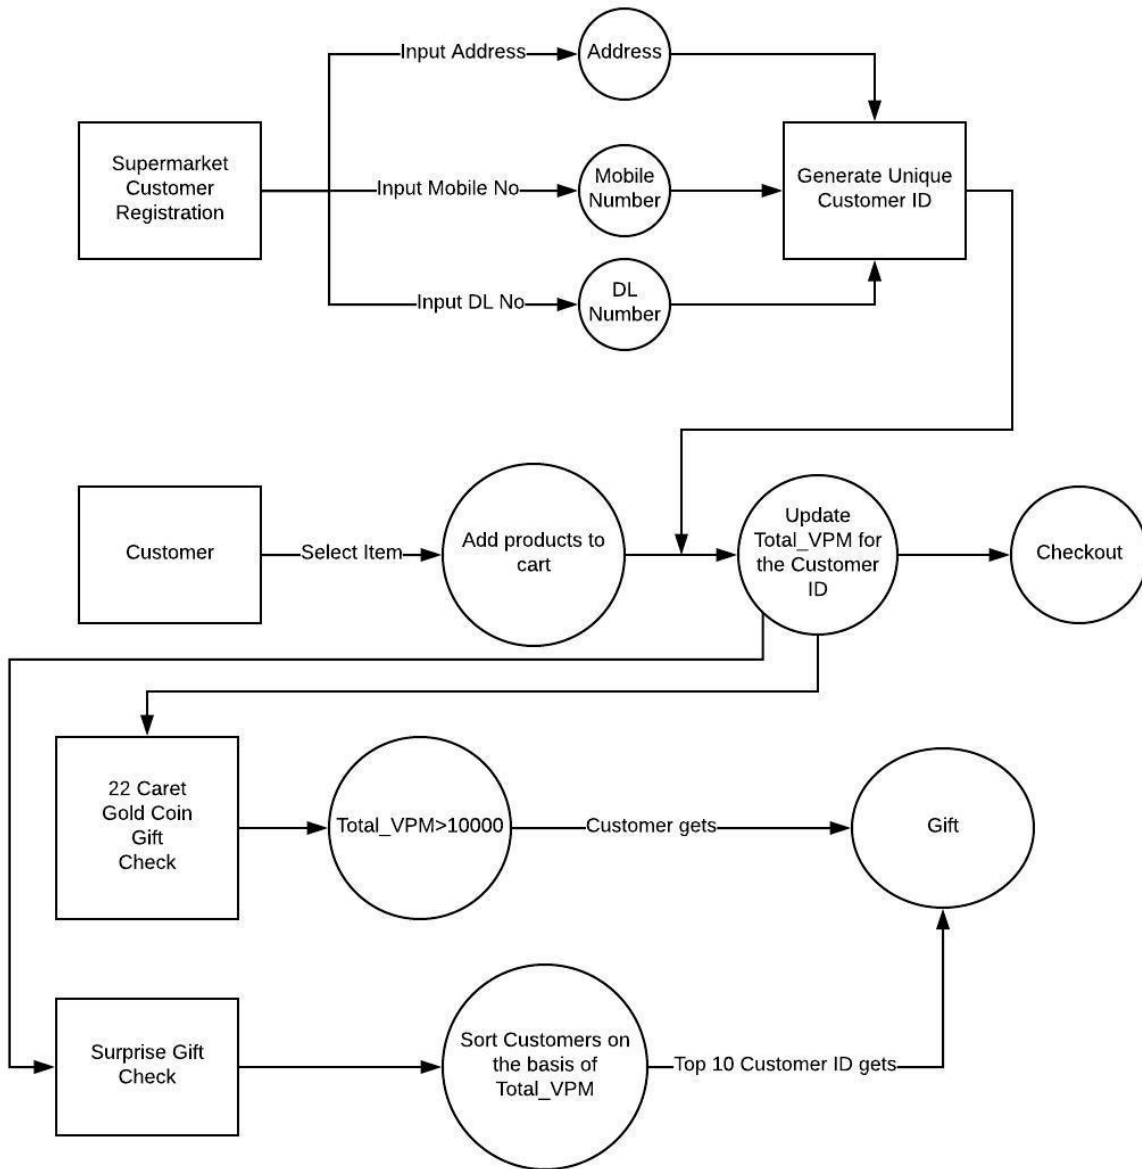 Input Address
Address
Supermarket
Customer
Registration
Input Mobile No
Mobile
Number
Generate Unique
Customer ID
Input DL No
DL
Number
Customer
Select Item
Add products to
cart
Update
Total_VPM for
the Customer
ID
Checkout
22 Caret
Gold Coin
Gift
Check
Total_VPM>10000
Customer gets
Gift
Surprise Gift
Check
Sort Customers on
the basis of
Total_VPM
Top 10 Customer ID gets